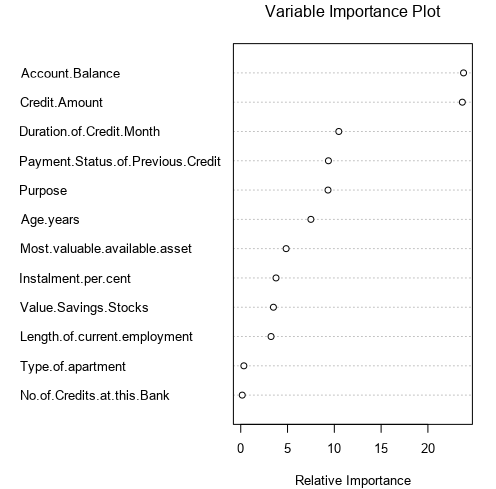 Variable Importance Plot
Account.Balance
Credit.Amount
Duration.of.Credit.Month
Payment.Status.of.Previous.Credit
Purpose
Age.years
Most.valuable.available.asset
Instalment.per.cent
Value.Savings.Stocks
Length.of.current.employment
Type.of.apartment
No.of.Credits.at.this.Bank
0 5 10 15 20
Relative Importance